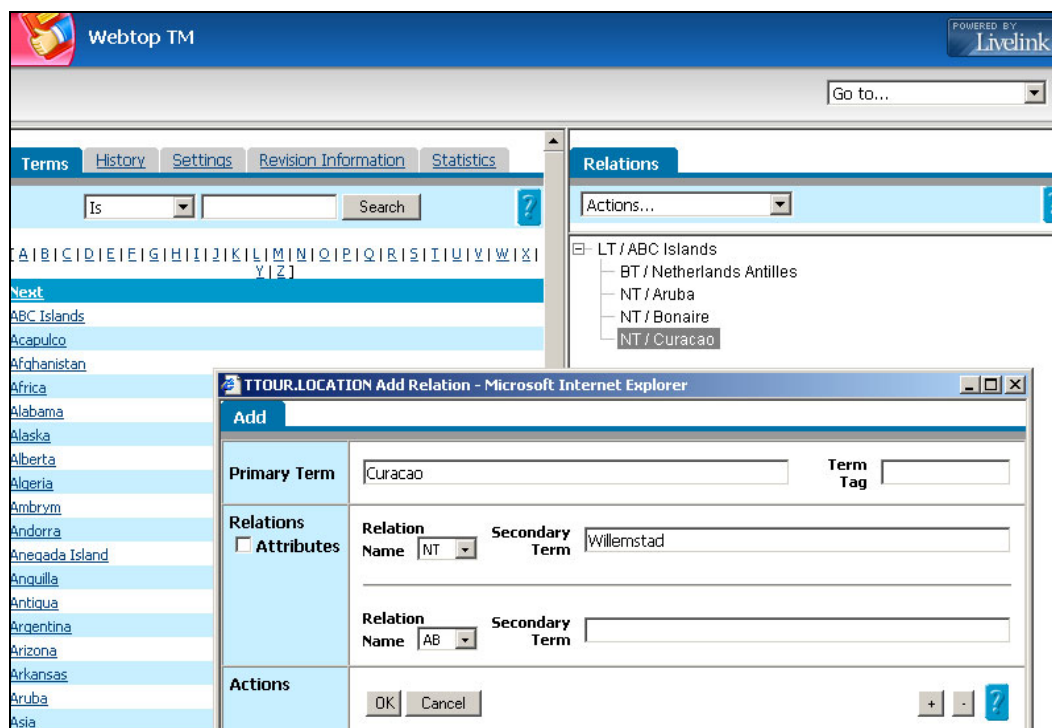 Webtop TM
POWERED BY
Livelink
Go to...
Terms History Settings Revision Information Statistics
Is Search ?
[ A | B | C | D | E | F | G | H | I | J | K | L | M | N | O | P | Q | R | S | T | U | V | W | X |
Y | Z ]
Next
ABC Islands
Acapulco
Afghanistan
Africa
Alabama
Alaska
Alberta
Algeria
Ambrym
Andorra
Anegada Island
Anguilla
Antigua
Argentina
Arizona
Arkansas
Aruba
Asia
Relations
Actions... ?
LT / ABC Islands
BT / Netherlands Antilles
NT / Aruba
NT / Bonaire
NT / Curacao
TTOUR.LOCATION Add Relation - Microsoft Internet Explorer
Add
Primary Term Curacao Term
Tag
Relations
Attributes
Relation
Name NT Secondary
Term Willemstad
Relation
Name AB Secondary
Term
Actions
OK Cancel + - ?